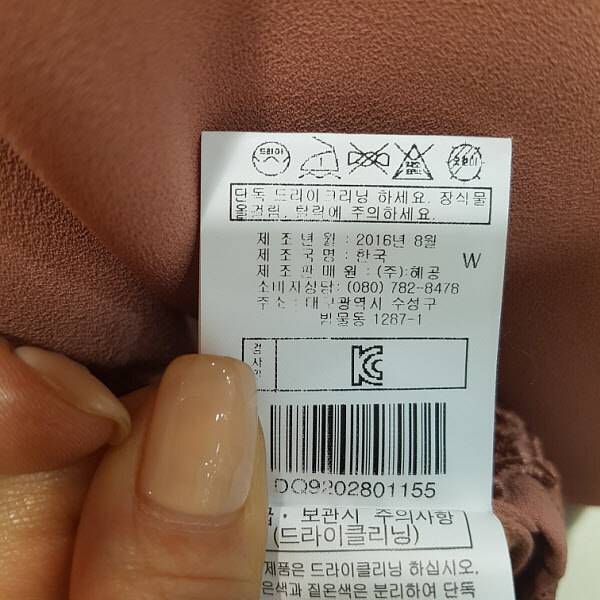 드라이
단독 드라이크리닝 하세요. 장식물
올걸림, 탈락에 주의하세요.
제 조 년 월 : 2016년 8월
제 조 국 명 : 한국
W
제 조 판 매 원 : (주)혜공
소비자상담: (080) 782-8478
주소 : 대구광역시 수성구
범물동 1287-1
검사
KC
DQ9202801155
급 · 보관시 주의사항
(드라이클리닝)
제품은 드라이클리닝 하십시오.
은색과 짙은색은 분리하여 단독